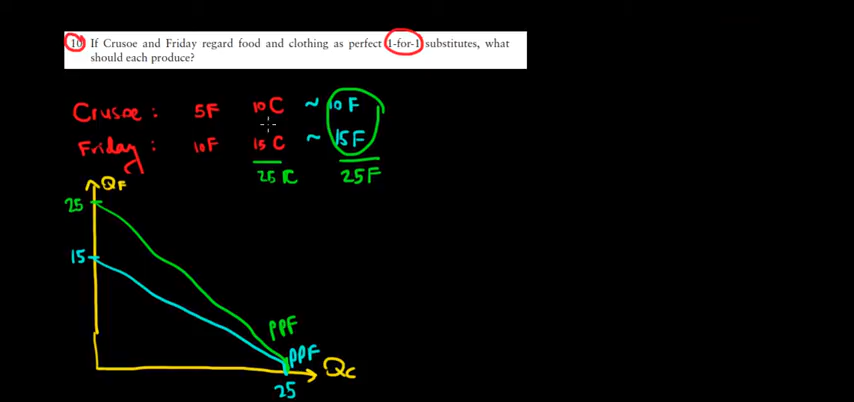 10 If Crusoe and Friday regard food and clothing as perfect 1-for-1 substitutes, what
should each produce?
Crusoe : 5F 10C ~ 10F
Friday : 10F 15C ~ 15F
25C 25F
QF
25
15
PPF
PPF
Qc
25